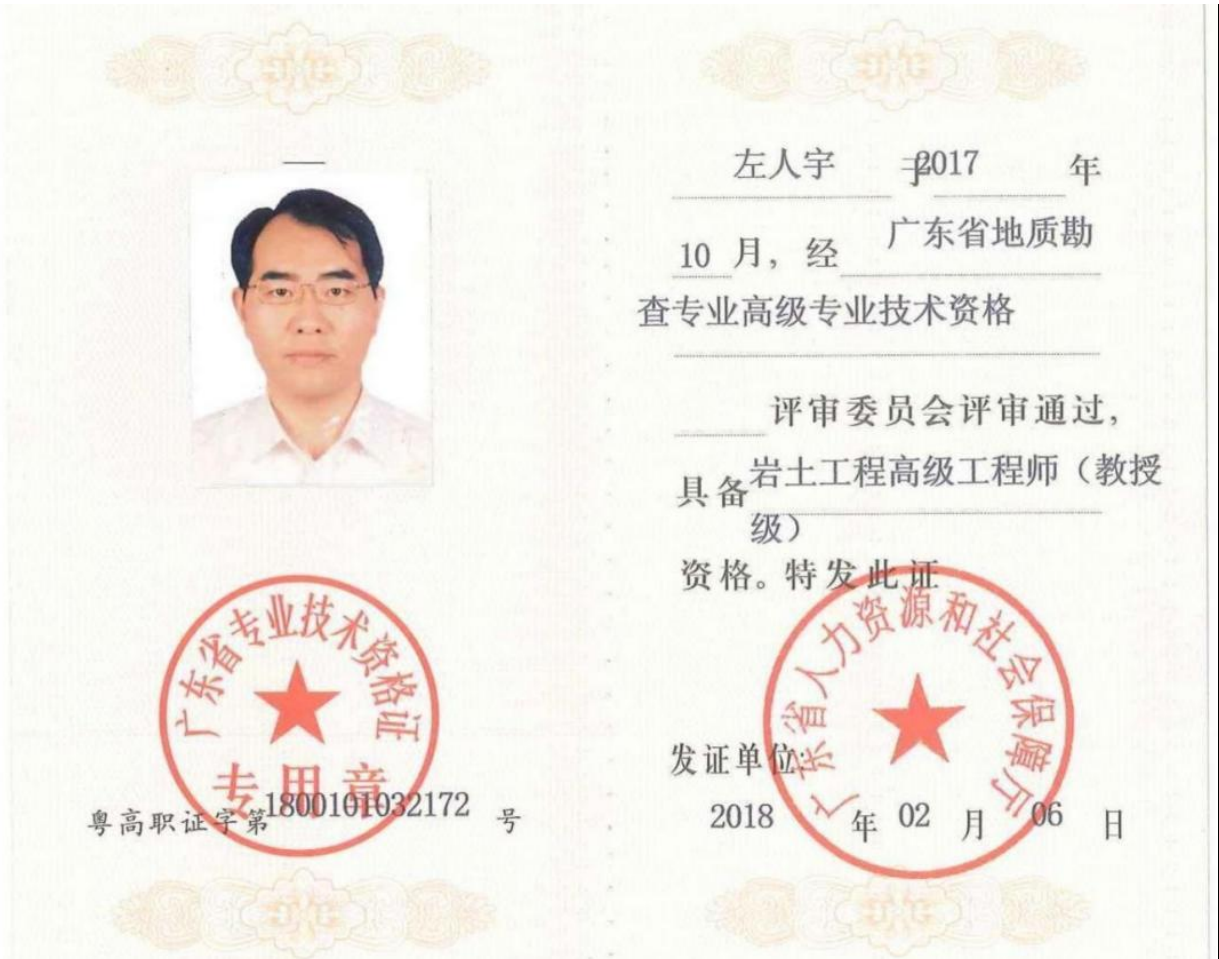 左人宇 于2017 年
10 月，经 广东省地质勘
查专业高级专业技术资格
评审委员会评审通过，
具备 岩土工程高级工程师（教授
级）
资格。特发此证
广东省专业技术资格证
专用章
粤高职证字第1800101032172 号
广东省人力资源和社会保障厅
发证单位:
2018 年 02 月 06 日